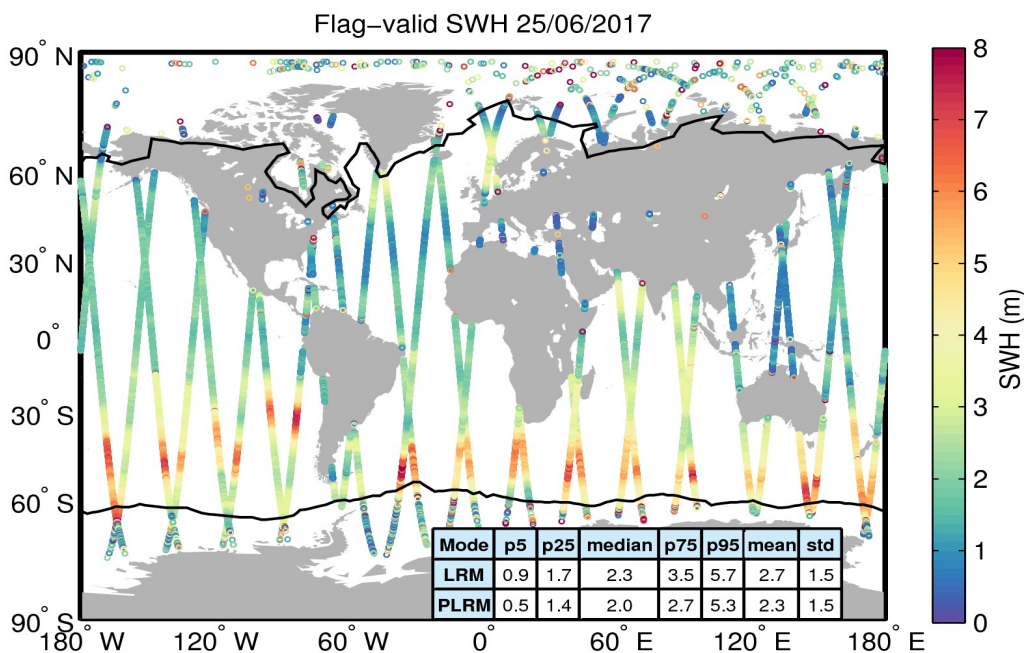 Flag−valid SWH 25/06/2017
90° N
60° N
30° N
0°
30° S
60° S
90° S
180° W
120° W
60° W
0°
60° E
120° E
180° E
8
7
6
5
4
3
2
1
0
SWH (m)
Mode p5 p25 median p75 p95 mean std
LRM 0.9 1.7 2.3 3.5 5.7 2.7 1.5
PLRM 0.5 1.4 2.0 2.7 5.3 2.3 1.5